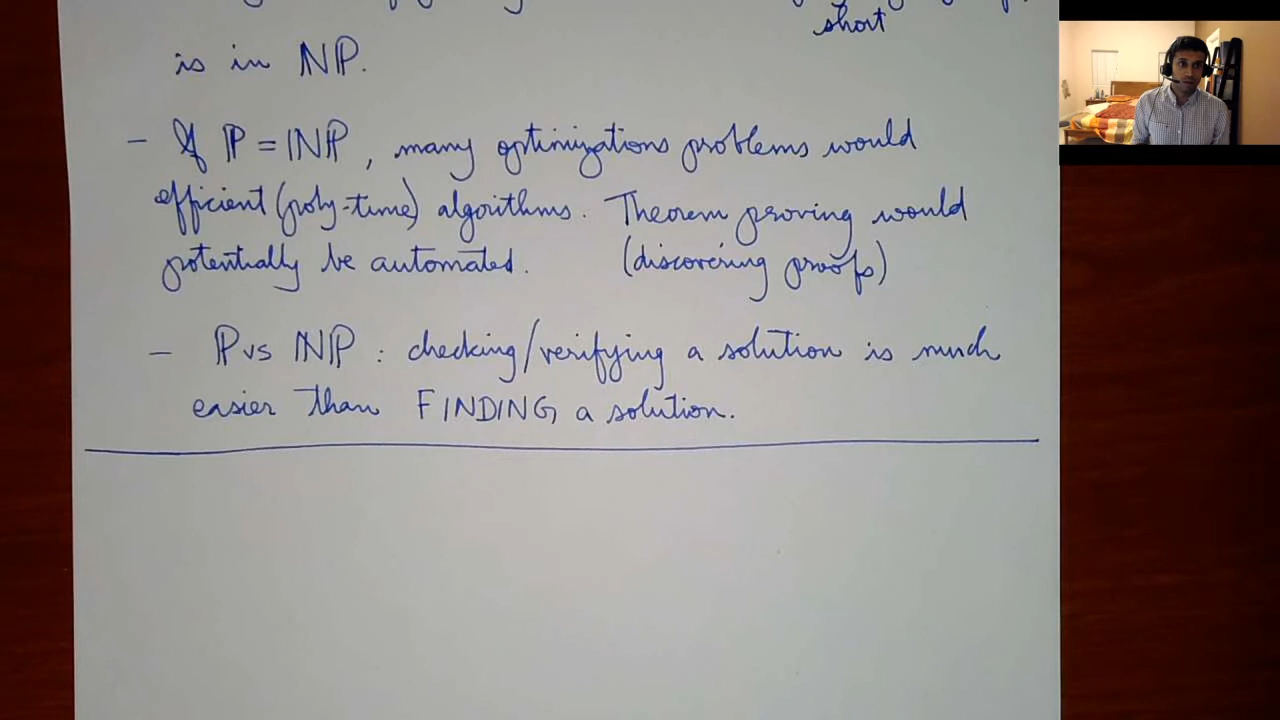 short
is in NP.
- If P = NP, many optimizations problems would
efficient (poly-time) algorithms. Theorem proving would
potentially be automated. (discovering proofs)
- P vs NP : checking/verifying a solution is much
easier than FINDING a solution.